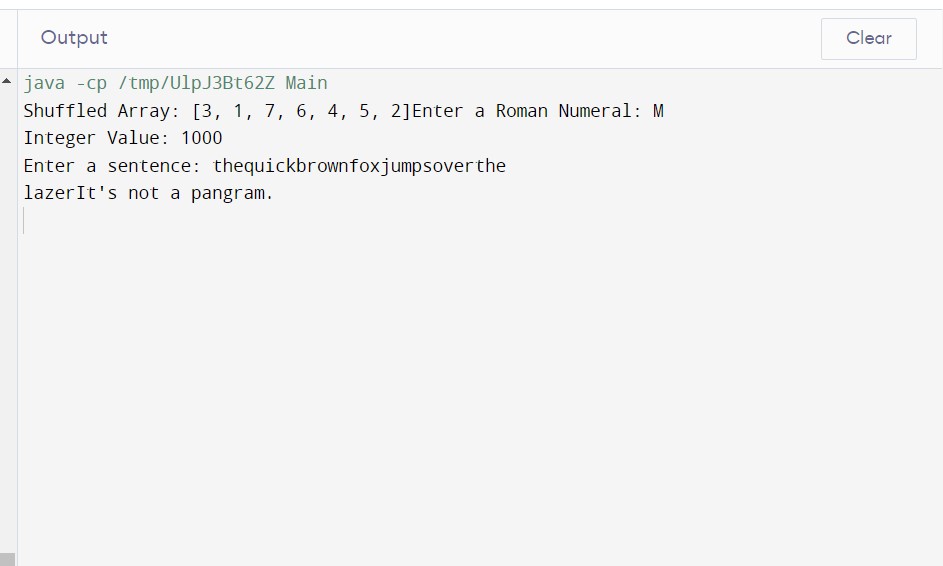 Output
Clear
java -cp /tmp/UlpJ3Bt62Z Main
Shuffled Array: [3, 1, 7, 6, 4, 5, 2]Enter a Roman Numeral: M
Integer Value: 1000
Enter a sentence: thequickbrownfoxjumpsoverthe
lazerIt's not a pangram.